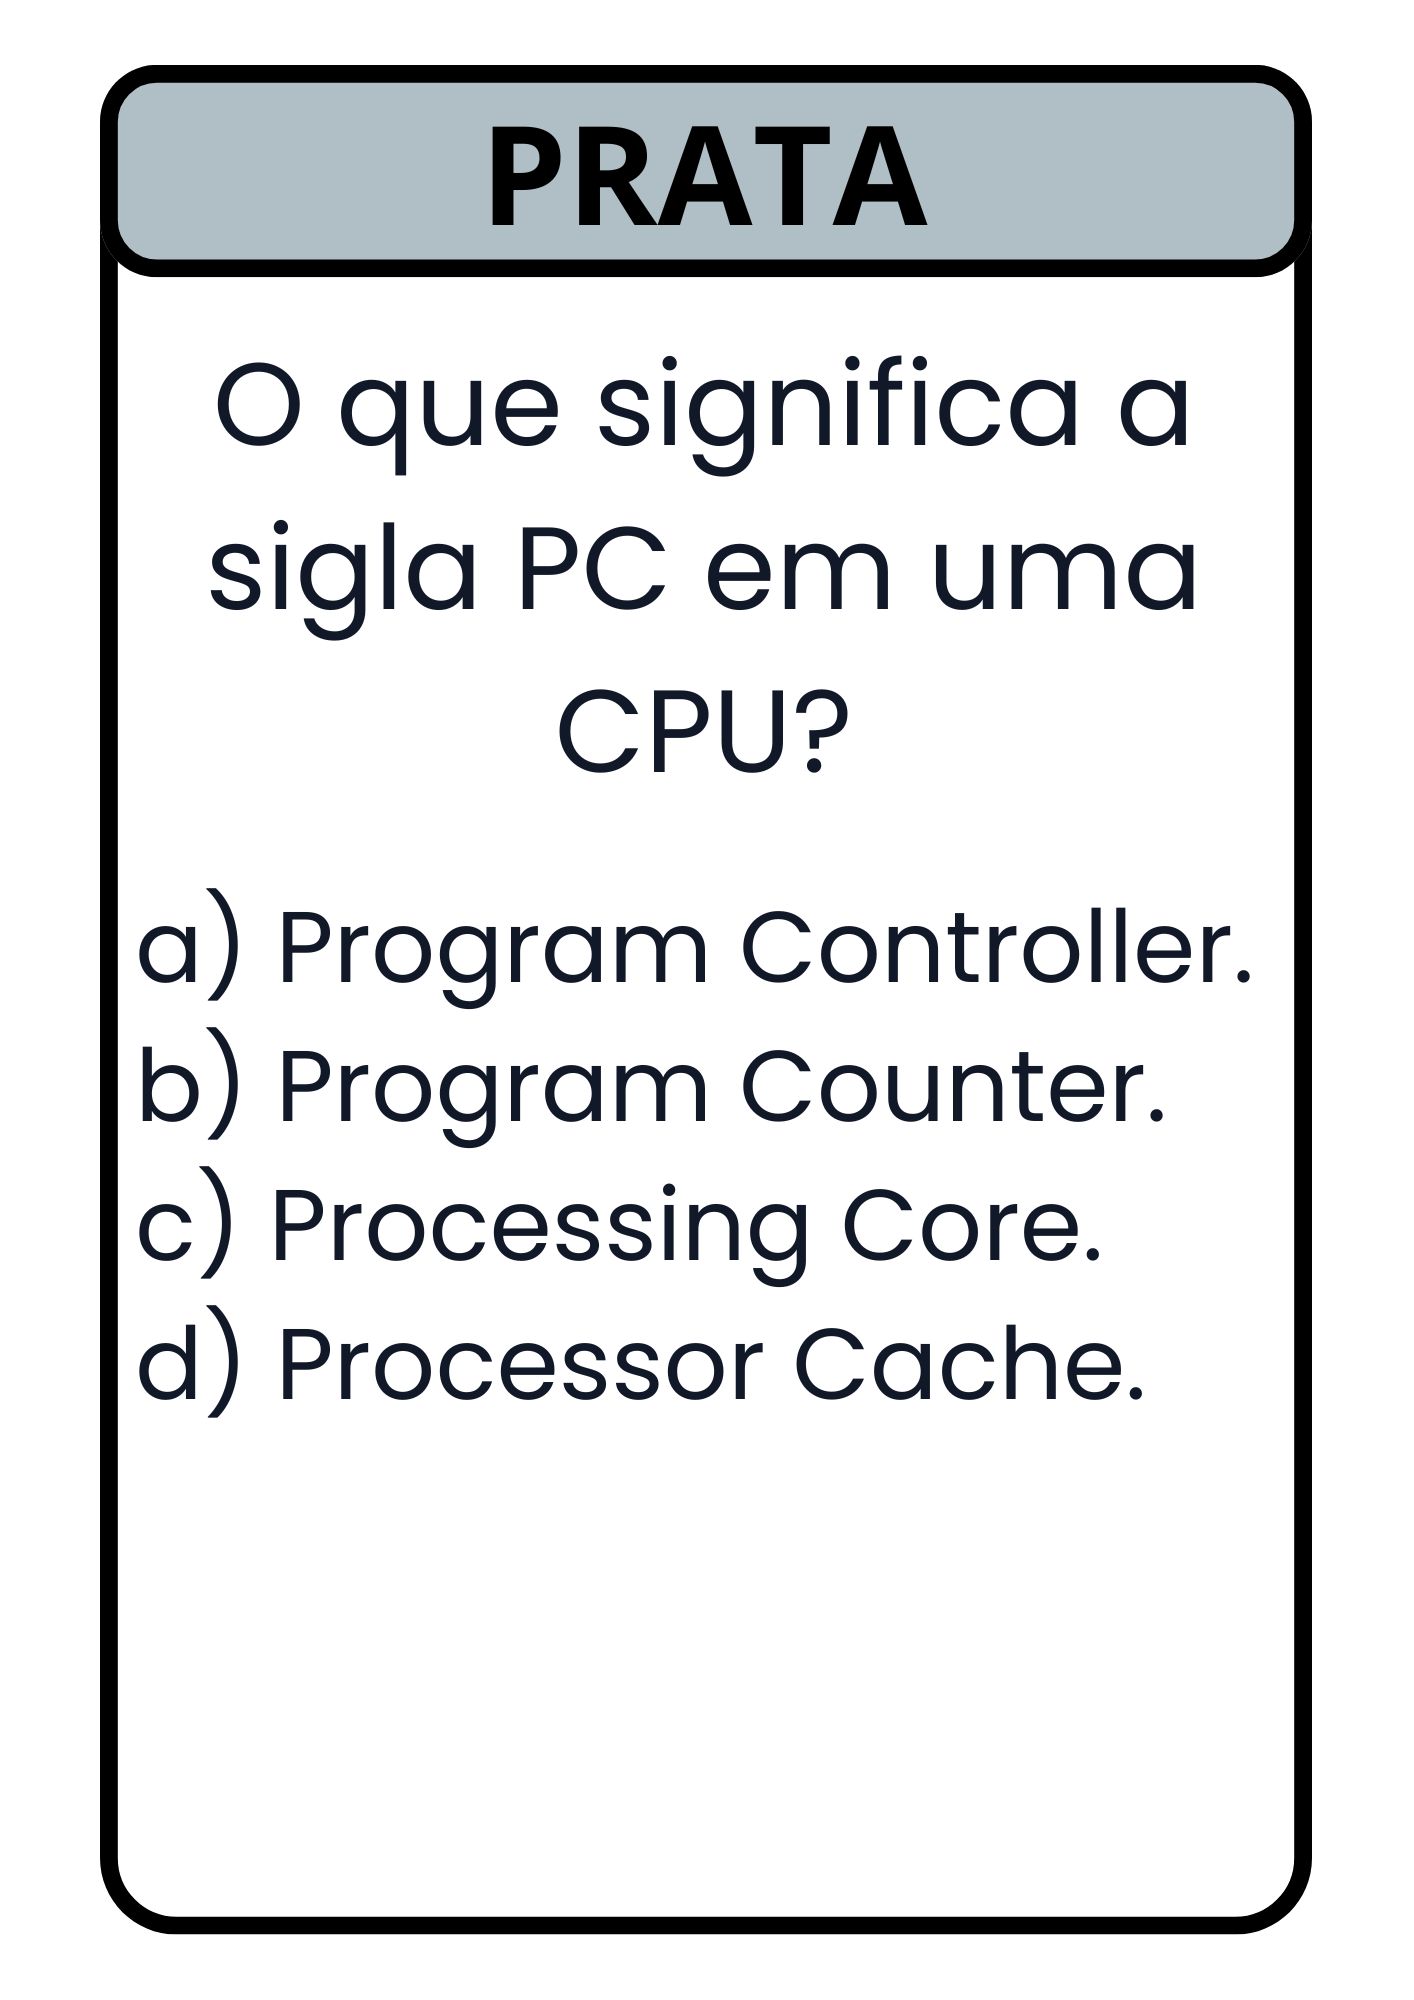 PRATA
O que significa a
sigla PC em uma
CPU?
a) Program Controller.
b) Program Counter.
c) Processing Core.
d) Processor Cache.